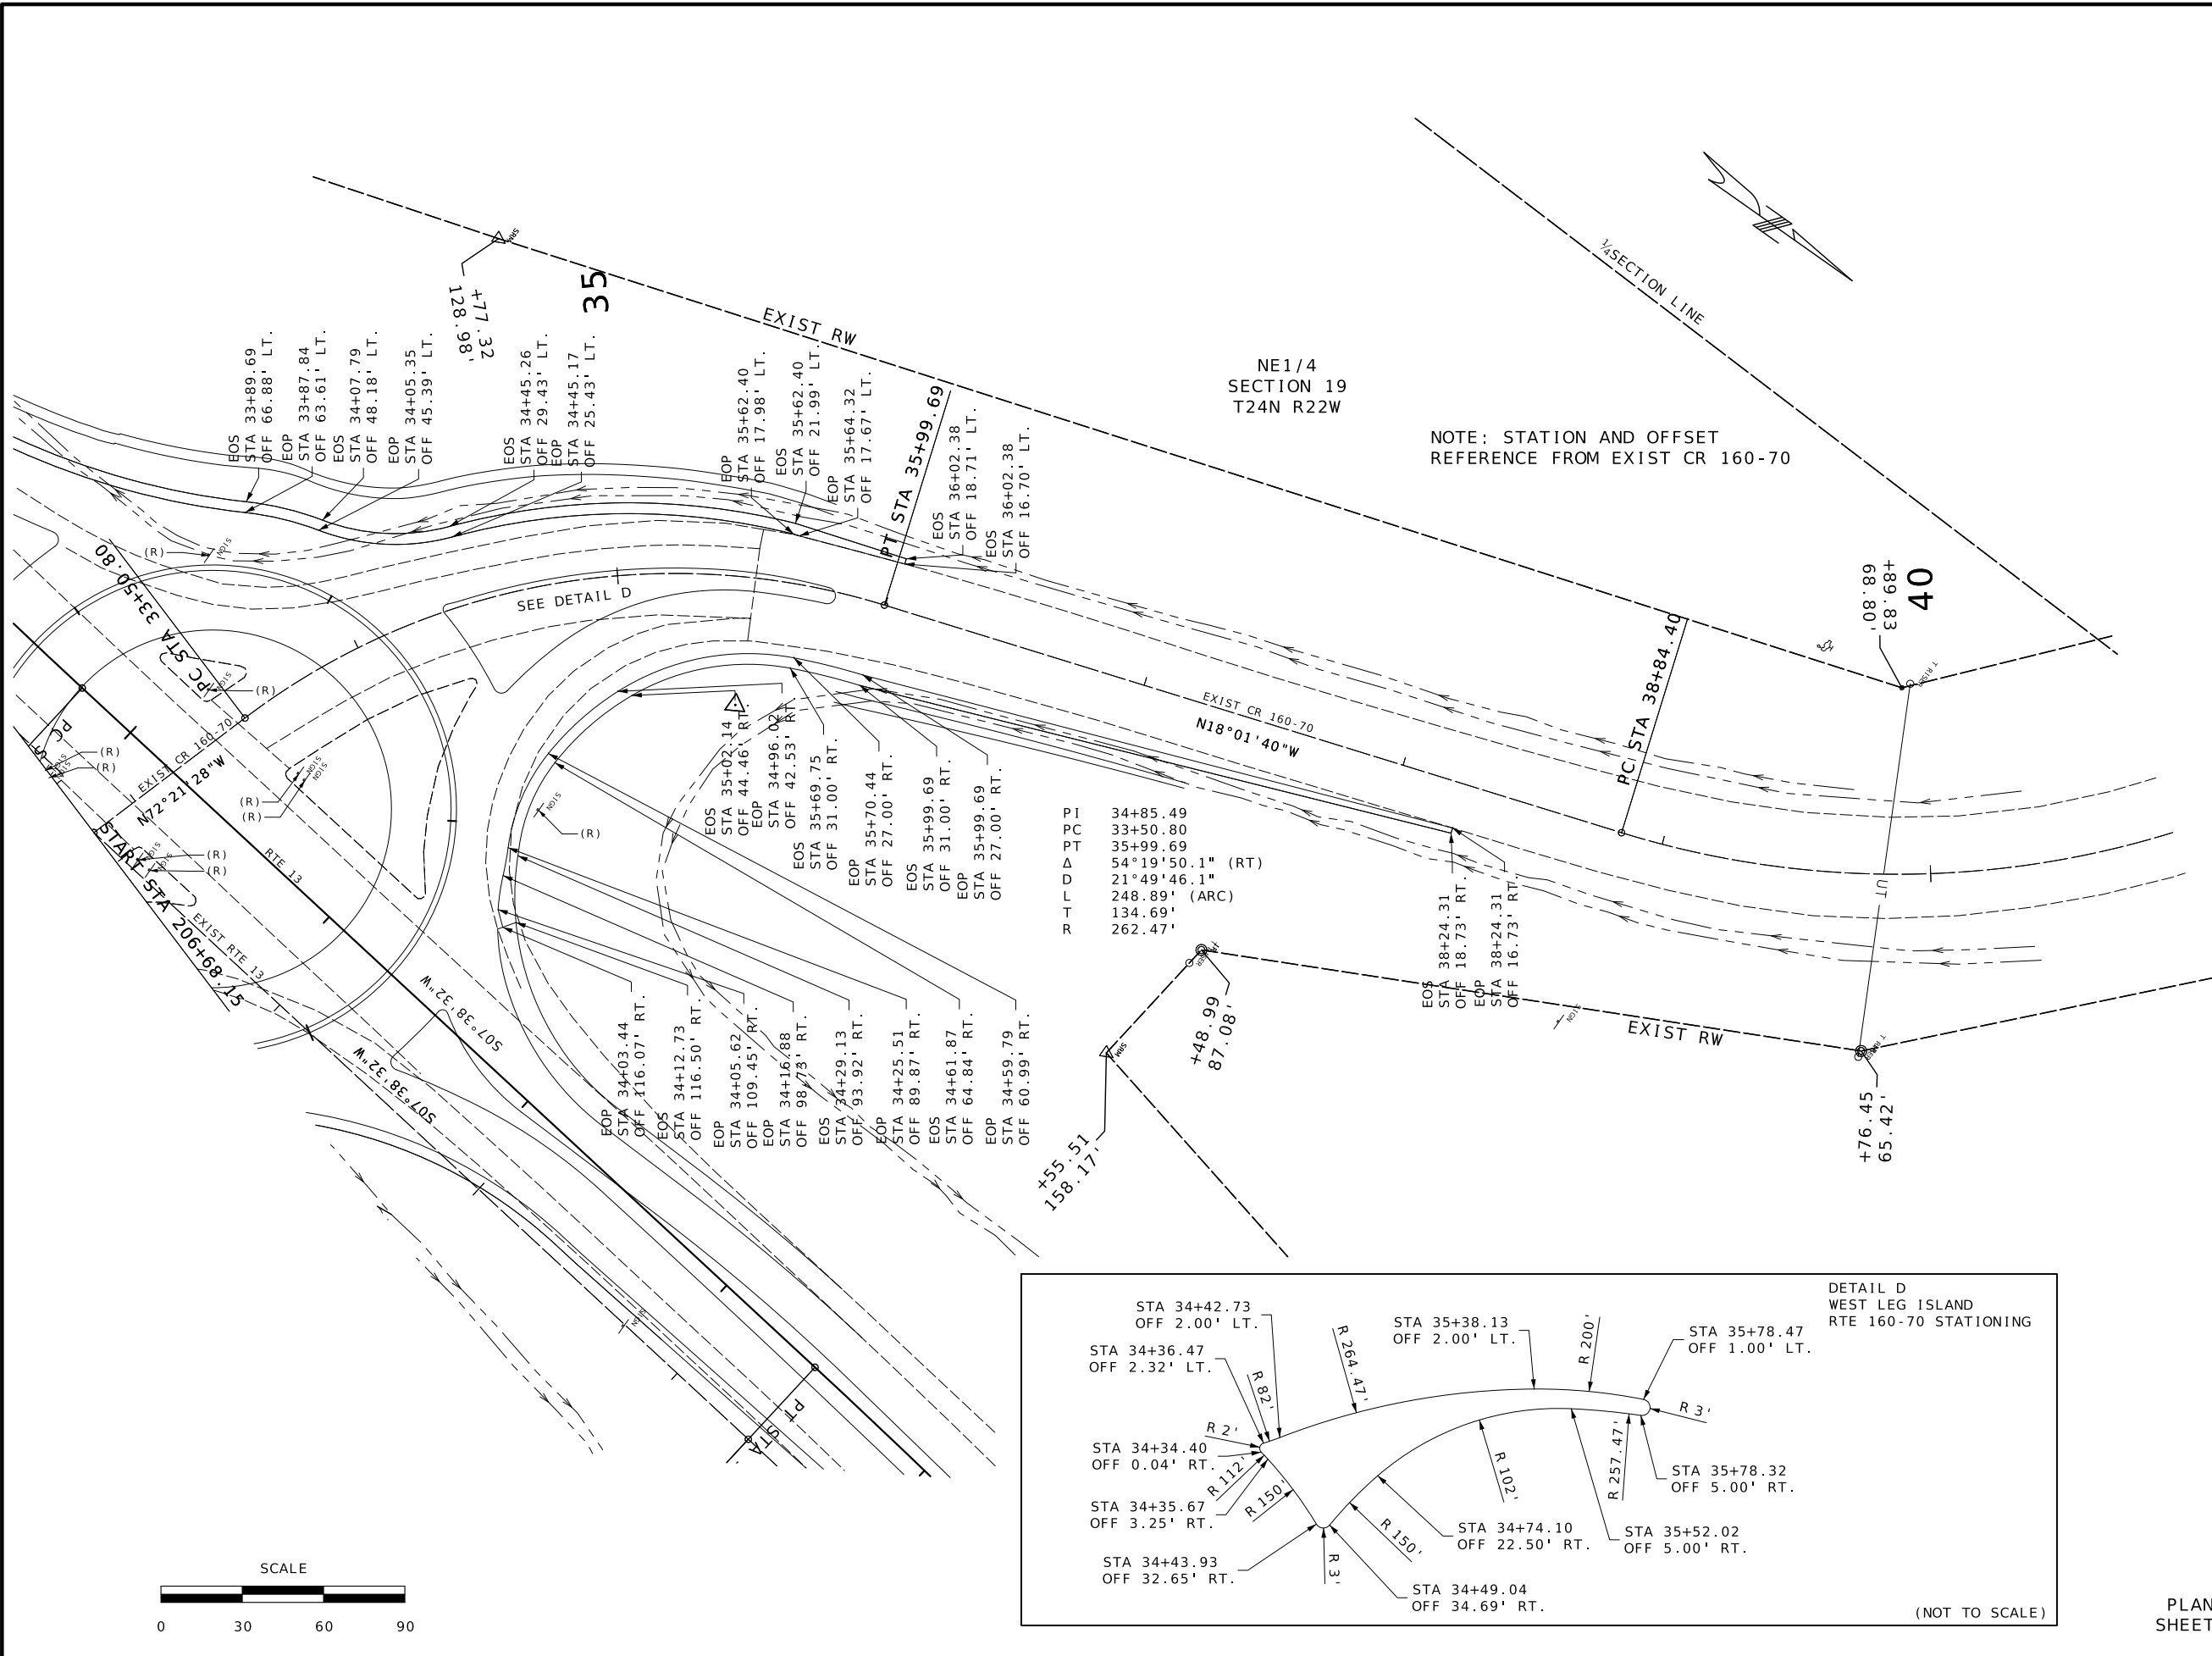 35
+77.32
128.98'
EXIST RW
¼ SECTION LINE
NE1/4
SECTION 19
T24N R22W
NOTE: STATION AND OFFSET
REFERENCE FROM EXIST CR 160-70
EOS
STA 33+89.69
OFF 66.88' LT.
EOP
STA 33+87.84
OFF 63.61' LT.
EOS
STA 34+07.79
OFF 48.18' LT.
EOP
STA 34+05.35
OFF 45.39' LT.
EOS
STA 34+45.26
OFF 29.43' LT.
EOP
STA 34+45.17
OFF 25.43' LT.
EOP
STA 35+62.40
OFF 17.98' LT.
EOS
STA 35+62.40
OFF 21.99' LT.
EOP
STA 35+64.32
OFF 17.67' LT.
PT STA 35+99.69
EOS
STA 36+02.38
OFF 18.71' LT.
EOS
STA 36+02.38
OFF 16.70' LT.
+89.83
68.80'
40
T RISER
PC STA 38+84.40
PC STA 33+50.80
SEE DETAIL D
(R)
SIGN
(R)
SIGN
EXIST CR 160-70
N18°01'40"W
EXIST CR 160-70
N72°21'28"W
PC S
(R)
(R)
SIGN
SIGN
(R)
(R)
SIGN
SIGN
(R)
(R)
SIGN
SIGN
START STA 206+68.15
RTE 13
EXIST RTE 13
S07°38'32"W
S07°38'32"W
SIGN
(R)
EOS
STA 35+02.14
OFF 44.46' RT.
EOP
STA 34+96.02
OFF 42.53' RT.
EOS
STA 35+69.75
OFF 31.00' RT.
EOP
STA 35+70.44
OFF 27.00' RT.
EOS
STA 35+99.69
OFF 31.00' RT.
EOP
STA 35+99.69
OFF 27.00' RT.
PI 34+85.49
PC 33+50.80
PT 35+99.69
Δ 54°19'50.1" (RT)
D 21°49'46.1"
L 248.89' (ARC)
T 134.69'
R 262.47'
EOS
STA 38+24.31
OFF 18.73' RT.
EOP
STA 38+24.31
OFF 16.73' RT.
UT
EOP
STA 34+03.44
OFF 116.07' RT.
EOS
STA 34+12.73
OFF 116.50' RT.
EOP
STA 34+05.62
OFF 109.45' RT.
EOP
STA 34+16.88
OFF 98.73' RT.
EOS
STA 34+29.13
OFF 93.92' RT.
EOP
STA 34+25.51
OFF 89.87' RT.
EOS
STA 34+61.87
OFF 64.84' RT.
EOP
STA 34+59.79
OFF 60.99' RT.
+48.99
87.08'
+55.51
158.17'
SIGN
EXIST RW
+76.45
65.42'
SIGN
PT STA
DETAIL D
WEST LEG ISLAND
RTE 160-70 STATIONING
STA 34+42.73
OFF 2.00' LT.
STA 34+36.47
OFF 2.32' LT.
STA 35+38.13
OFF 2.00' LT.
STA 35+78.47
OFF 1.00' LT.
R 82'
R 264.47'
R 200'
R 3'
R 2'
STA 34+34.40
OFF 0.04' RT.
R 112'
R 150'
STA 34+35.67
OFF 3.25' RT.
R 102'
R 257.47'
STA 35+78.32
OFF 5.00' RT.
STA 34+74.10
OFF 22.50' RT.
STA 35+52.02
OFF 5.00' RT.
R 150'
STA 34+43.93
OFF 32.65' RT.
R 3'
STA 34+49.04
OFF 34.69' RT.
(NOT TO SCALE)
SCALE
0 30 60 90
PLAN
SHEET